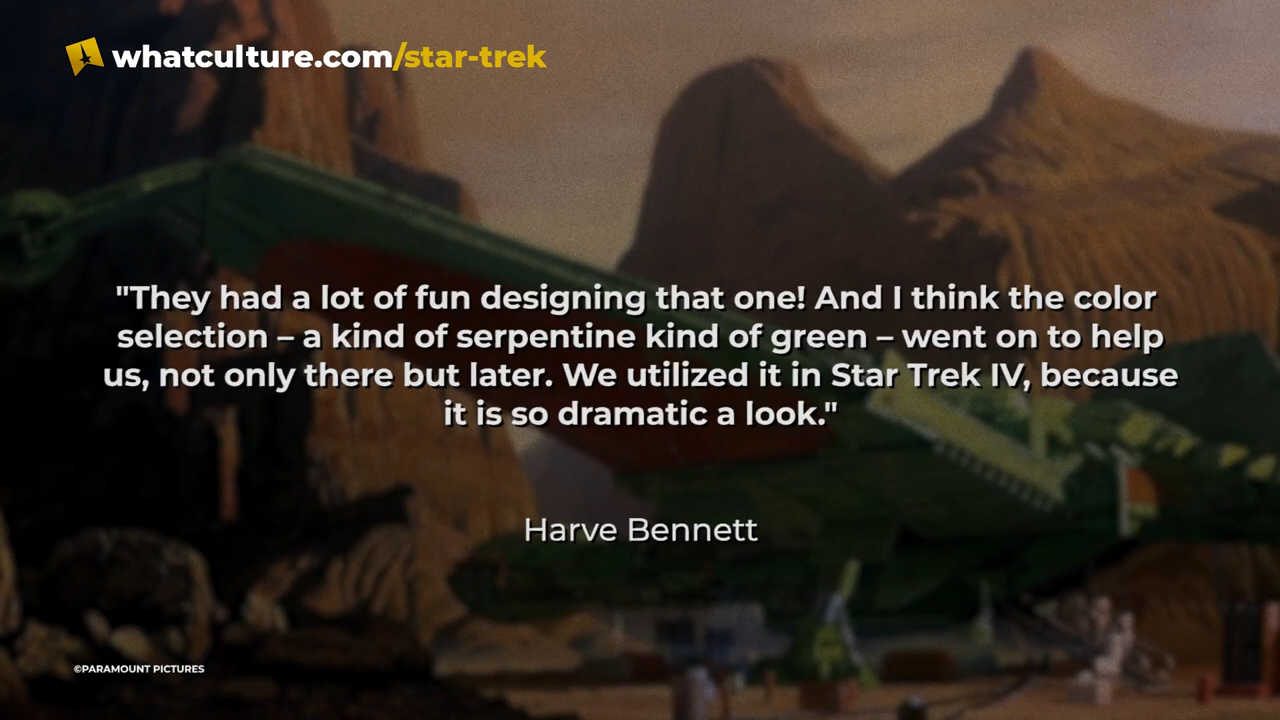 whatculture.com/star-trek
"They had a lot of fun designing that one! And I think the color
selection – a kind of serpentine kind of green – went on to help
us, not only there but later. We utilized it in Star Trek IV, because
it is so dramatic a look."
Harve Bennett
©PARAMOUNT PICTURES